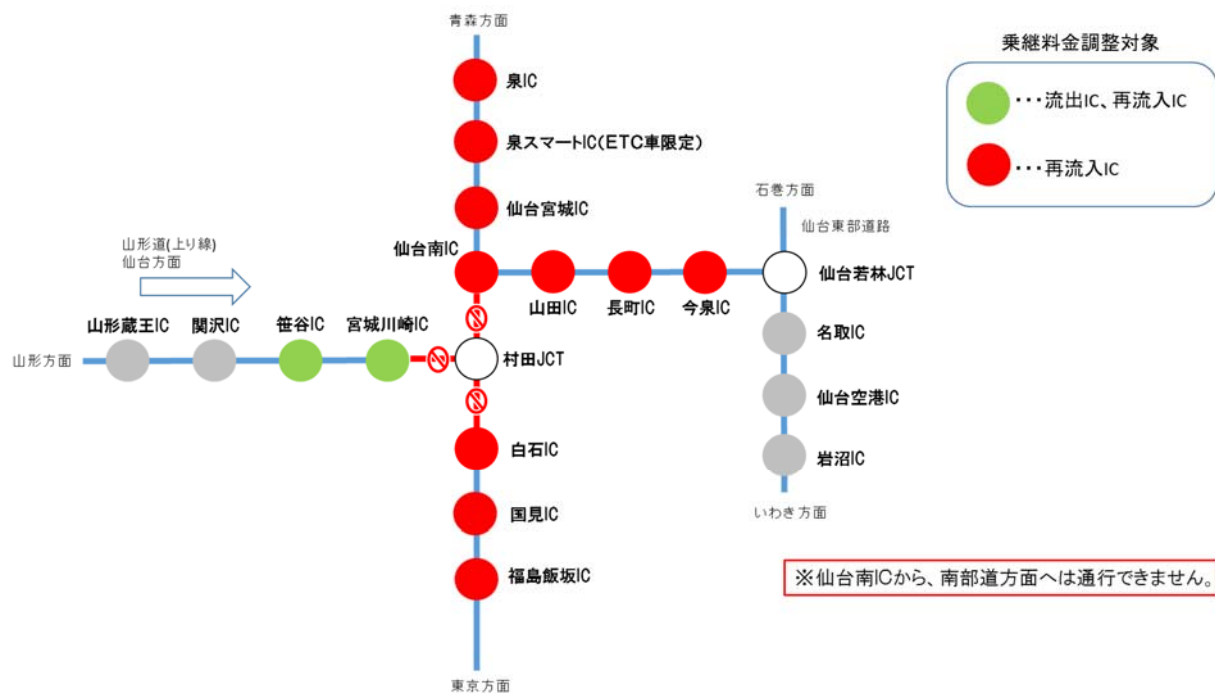 青森方面
乗継料金調整対象
泉IC
・・・流出IC、再流入IC
泉スマートIC(ETC車限定)
・・・再流入IC
石巻方面
仙台宮城IC
仙台東部道路
山形道(上り線)
仙台方面
仙台南IC
仙台若林JCT
山田IC
長町IC
今泉IC
山形蔵王IC
関沢IC
笹谷IC
宮城川崎IC
名取IC
山形方面
村田JCT
仙台空港IC
白石IC
岩沼IC
国見IC
いわき方面
福島飯坂IC
※仙台南ICから、南部道方面へは通行できません。
東京方面